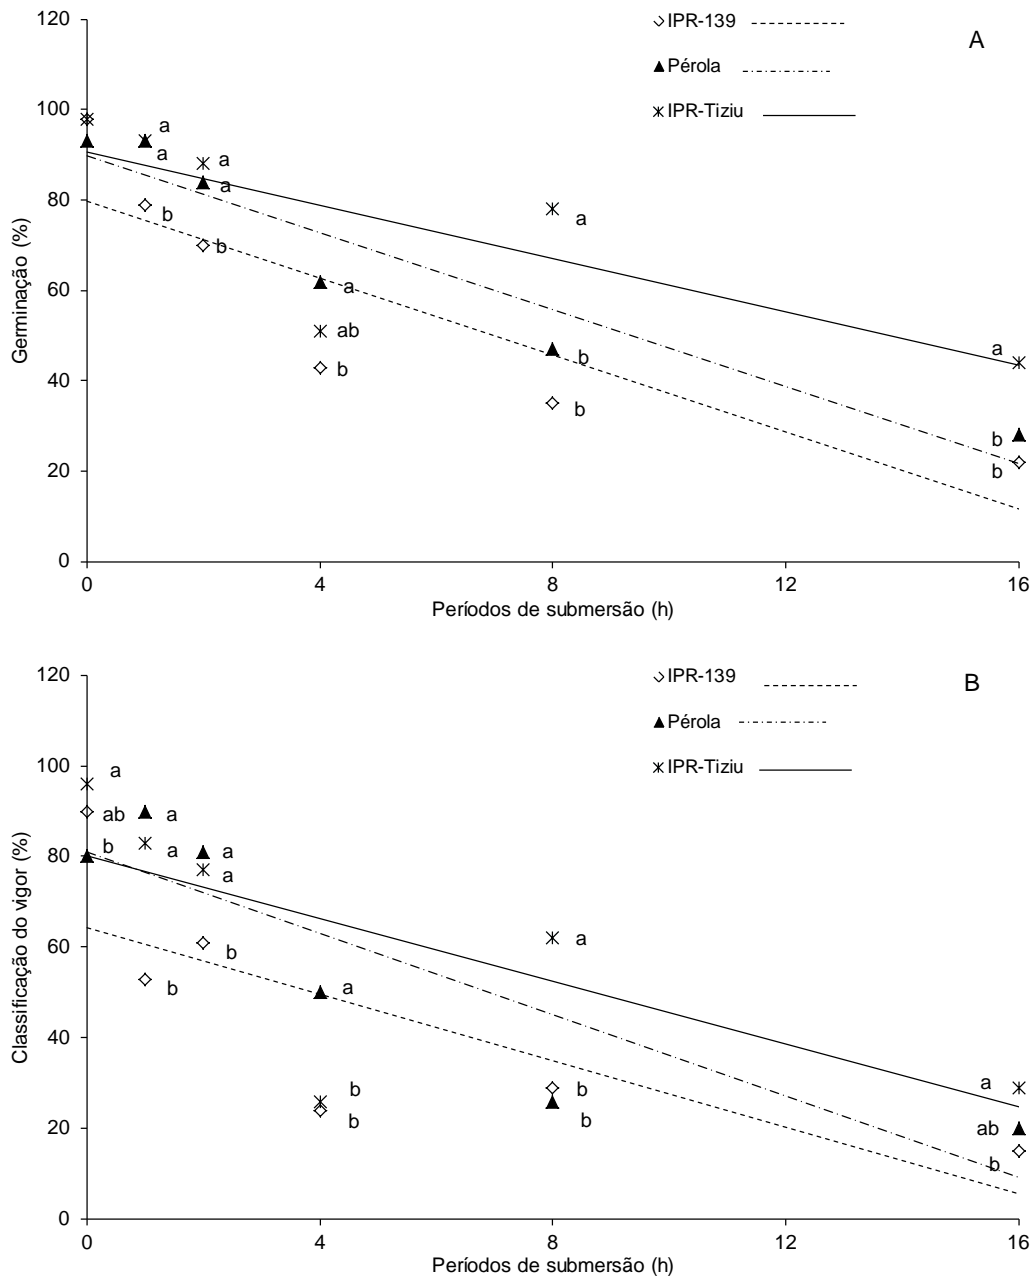 120
IPR-139
A
Pérola
100
IPR-Tiziu
a
a
a
a
80
b
b
a
60
a
ab
b
b
40
b
a
20
b
b
0
Germinação (%)
0 4 8 12 16
Períodos de submersão (h)
120
IPR-139
B
Pérola
100
IPR-Tiziu
a
ab
a
b
a
a
a
80
b
b
a
60
a
40
b
b
b
b
a
20
ab
b
0
Classificação do vigor (%)
0 4 8 12 16
Períodos de submersão (h)